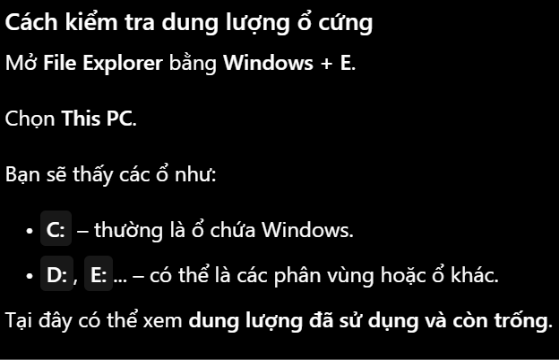 Cách kiểm tra dung lượng ổ cứng
Mở File Explorer bằng Windows + E.
Chọn This PC.
Bạn sẽ thấy các ổ như:
• C: – thường là ổ chứa Windows.
• D:, E:... – có thể là các phân vùng hoặc ổ khác.
Tại đây có thể xem dung lượng đã sử dụng và còn trống.